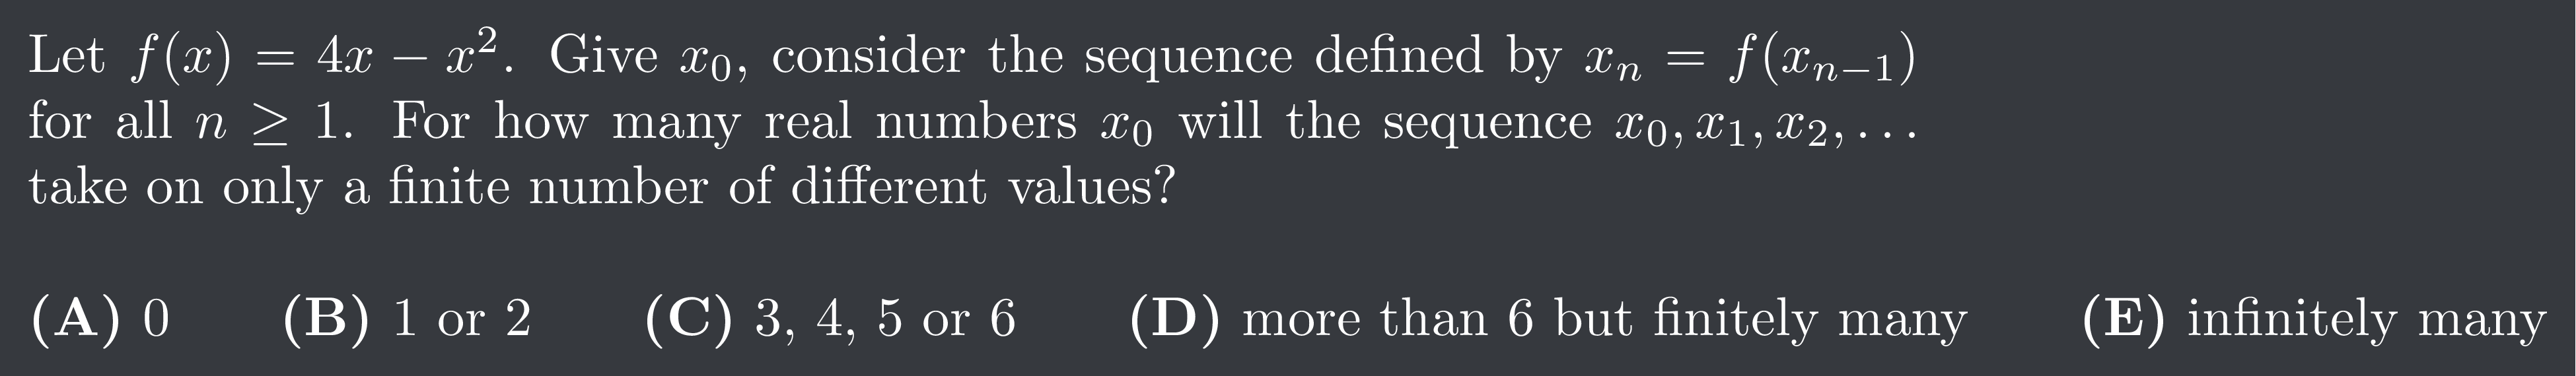 Let f(x) = 4x − x². Give x₀, consider the sequence defined by xₙ = f(xₙ₋₁)
for all n ≥ 1. For how many real numbers x₀ will the sequence x₀, x₁, x₂, . . .
take on only a finite number of different values?
(A) 0 (B) 1 or 2 (C) 3, 4, 5 or 6 (D) more than 6 but finitely many (E) infinitely many